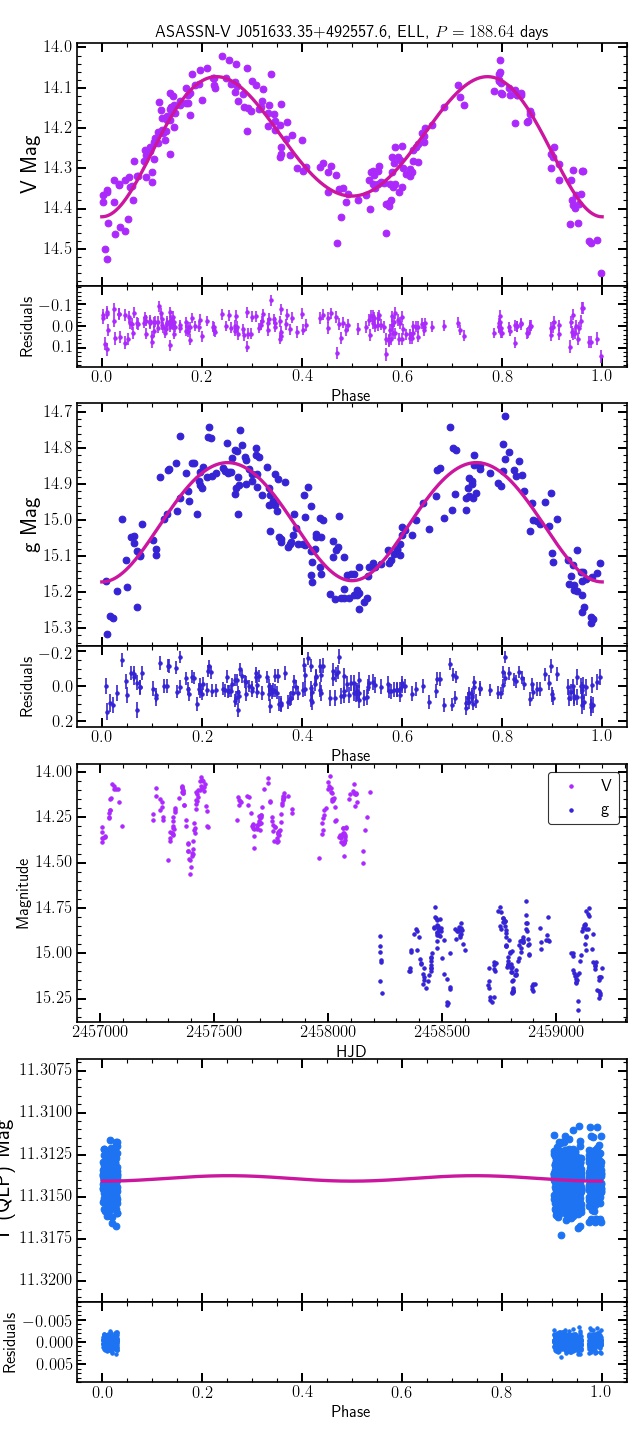 ASASSN-V J051633.35+492557.6, ELL, P = 188.64 days
14.0
14.1
14.2
14.3
14.4
14.5
V Mag
−0.1
0.0
0.1
Residuals
0.0 0.2 0.4 0.6 0.8 1.0
Phase
14.7
14.8
14.9
15.0
15.1
15.2
15.3
g Mag
−0.2
0.0
0.2
Residuals
0.0 0.2 0.4 0.6 0.8 1.0
Phase
14.00
14.25
14.50
14.75
15.00
15.25
Magnitude
V
g
2457000 2457500 2458000 2458500 2459000
HJD
11.3075
11.3100
11.3125
11.3150
11.3175
11.3200
(QLP) Mag
−0.005
0.000
0.005
Residuals
0.0 0.2 0.4 0.6 0.8 1.0
Phase